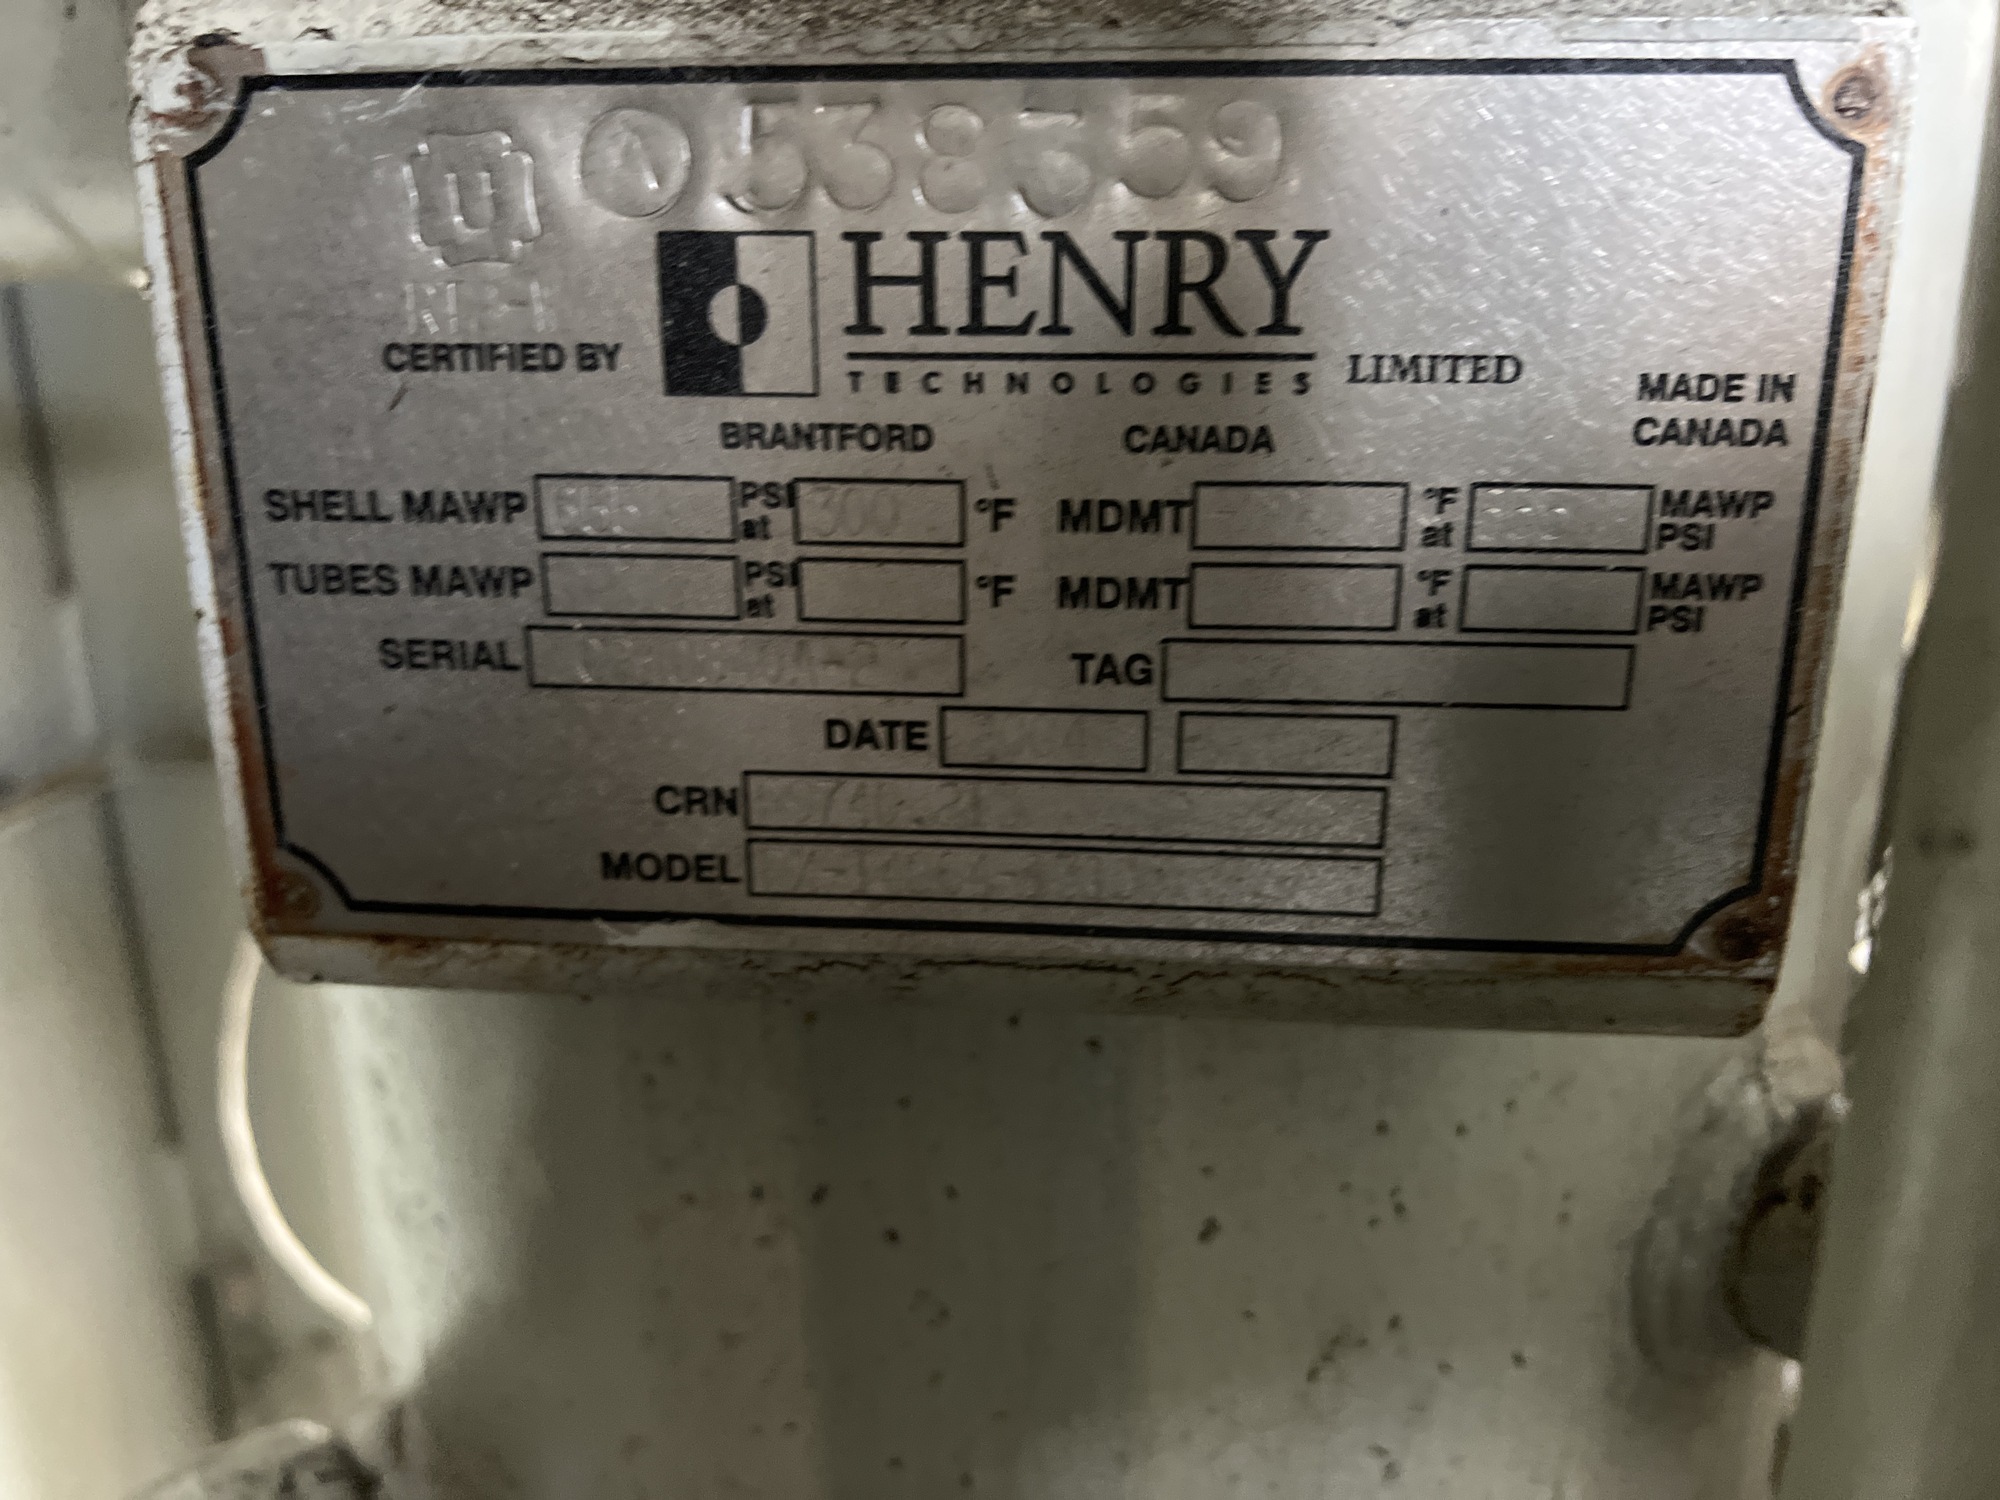 U 538359
CERTIFIED BY HENRY
TECHNOLOGIES LIMITED
MADE IN
CANADA
BRANTFORD CANADA
SHELL MAWP PSI at 300 °F MDMT °F at MAWP PSI
TUBES MAWP PSI at °F MDMT °F at MAWP PSI
SERIAL TAG
DATE
CRN
MODEL